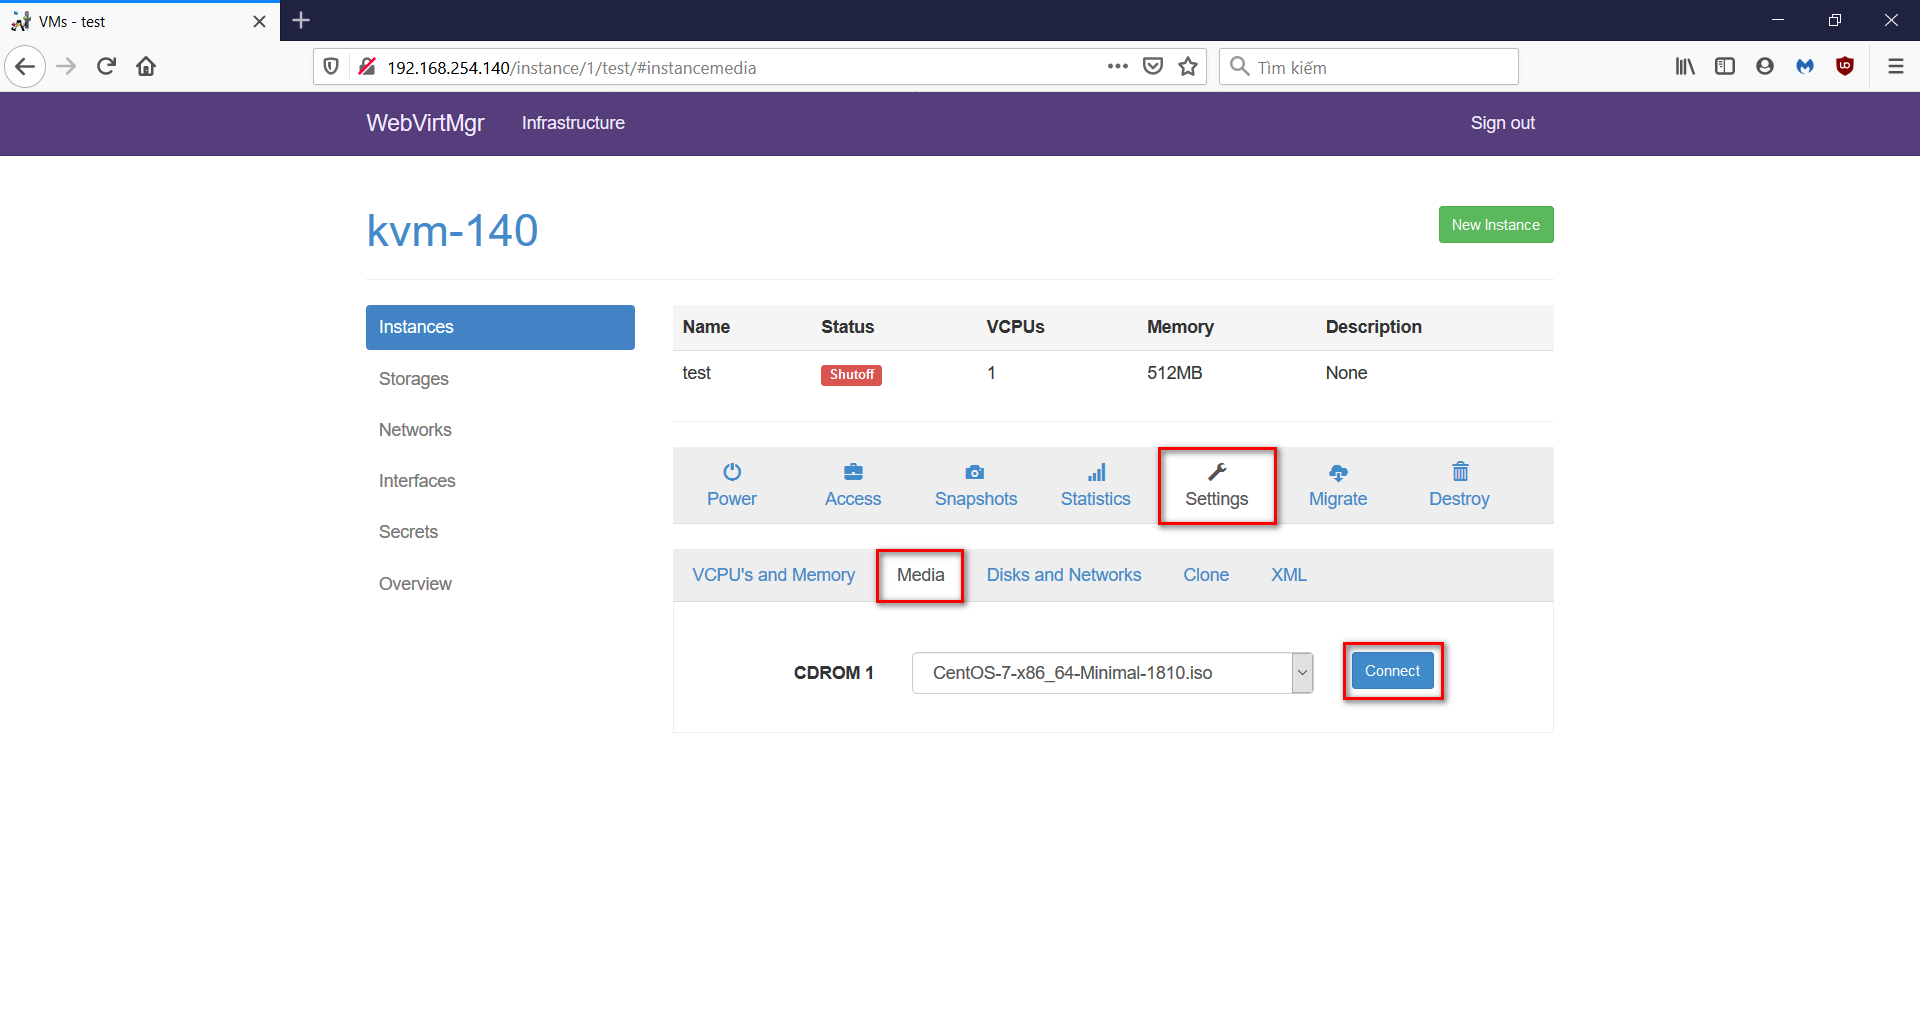 VMs - test
192.168.254.140/instance/1/test/#instancemedia
Tìm kiếm
WebVirtMgr Infrastructure Sign out
kvm-140 New Instance
Instances
Storages
Networks
Interfaces
Secrets
Overview
Name Status VCPUs Memory Description
test Shutoff 1 512MB None
Power Access Snapshots Statistics Settings Migrate Destroy
VCPU's and Memory Media Disks and Networks Clone XML
CDROM 1 CentOS-7-x86_64-Minimal-1810.iso Connect